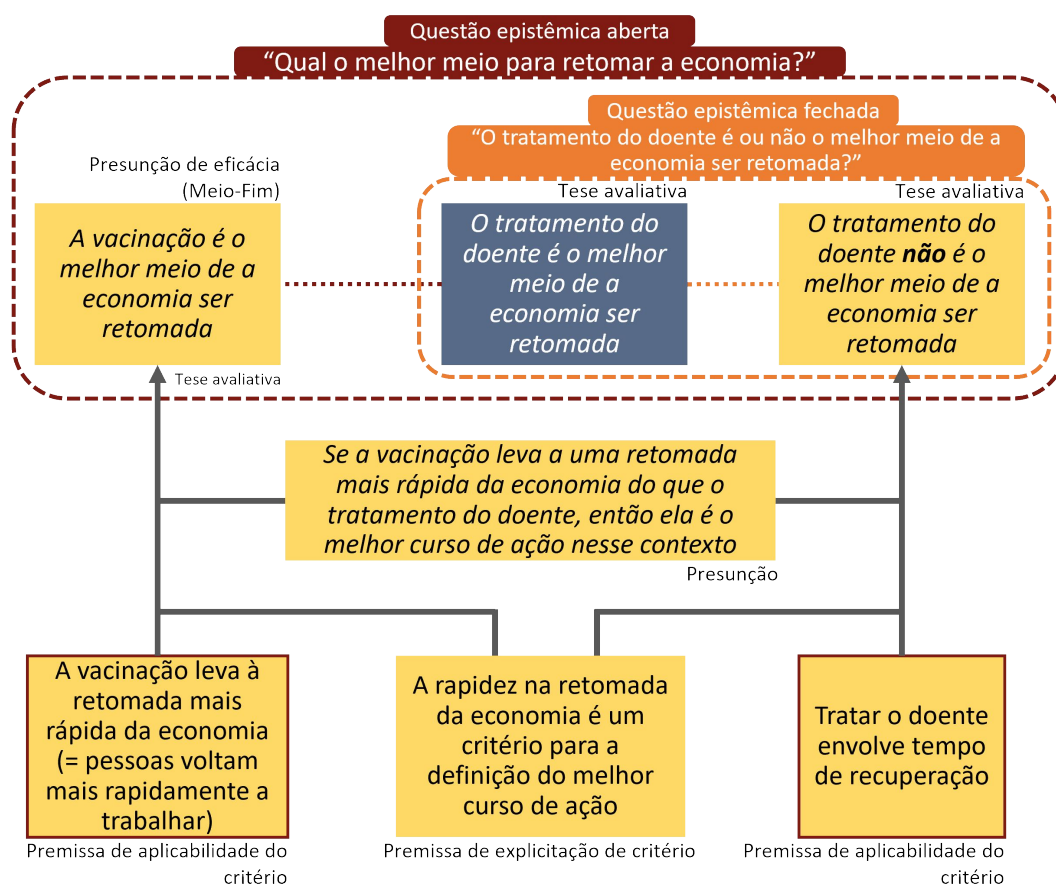 Questão epistêmica aberta
“Qual o melhor meio para retomar a economia?”
Questão epistêmica fechada
“O tratamento do doente é ou não o melhor meio de a
economia ser retomada?”
Presunção de eficácia
(Meio-Fim)
A vacinação é o
melhor meio de a
economia ser
retomada
Tese avaliativa
Tese avaliativa
O tratamento do
doente é o melhor
meio de a
economia ser
retomada
Tese avaliativa
O tratamento do
doente não é o
melhor meio de a
economia ser
retomada
Se a vacinação leva a uma retomada
mais rápida da economia do que o
tratamento do doente, então ela é o
melhor curso de ação nesse contexto
Presunção
A vacinação leva à
retomada mais
rápida da economia
(= pessoas voltam
mais rapidamente a
trabalhar)
Premissa de aplicabilidade do
critério
A rapidez na retomada
da economia é um
critério para a
definição do melhor
curso de ação
Premissa de explicitação de critério
Tratar o doente
envolve tempo
de recuperação
Premissa de aplicabilidade do
critério